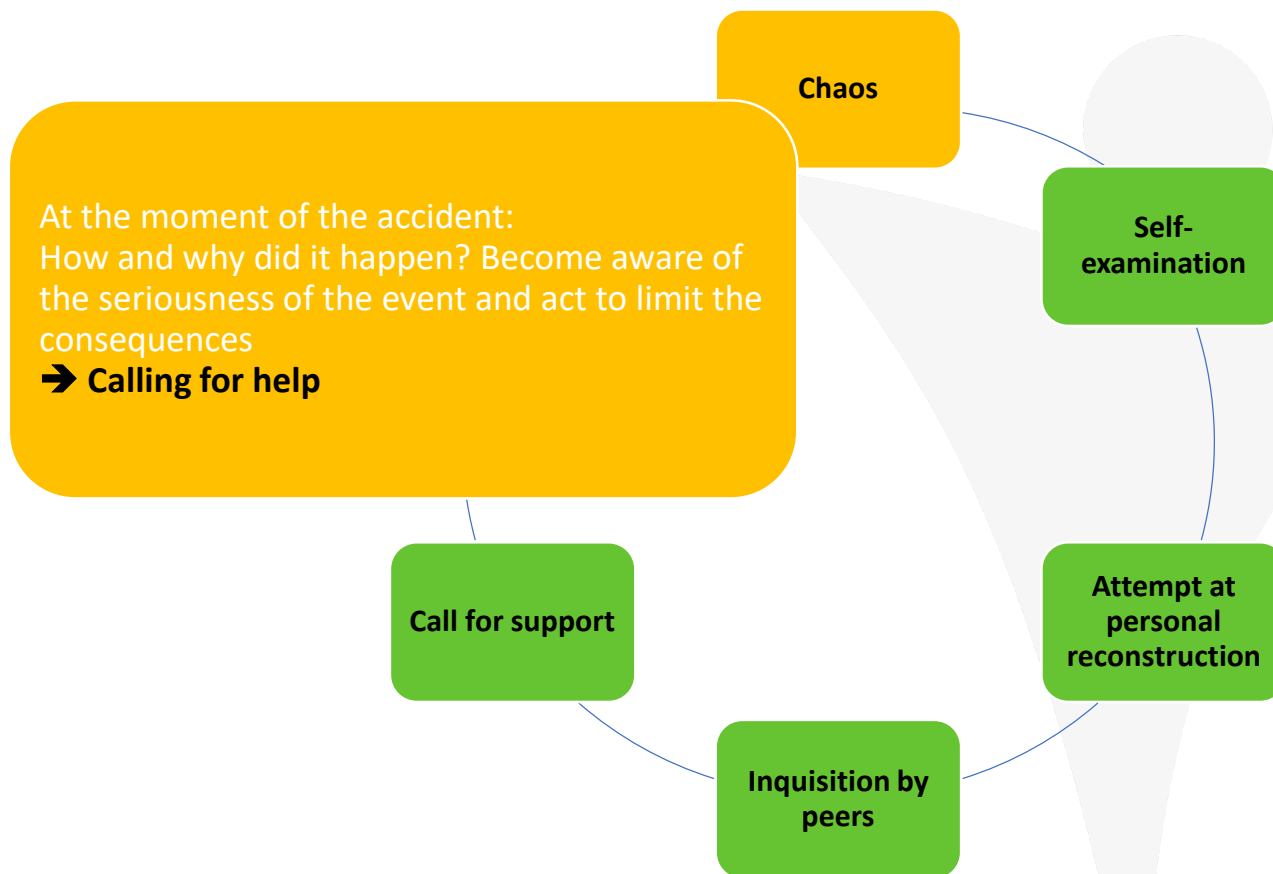 Chaos
At the moment of the accident:
How and why did it happen? Become aware of
the seriousness of the event and act to limit the
consequences
➔ Calling for help
Self-
examination
Attempt at
personal
reconstruction
Inquisition by
peers
Call for support